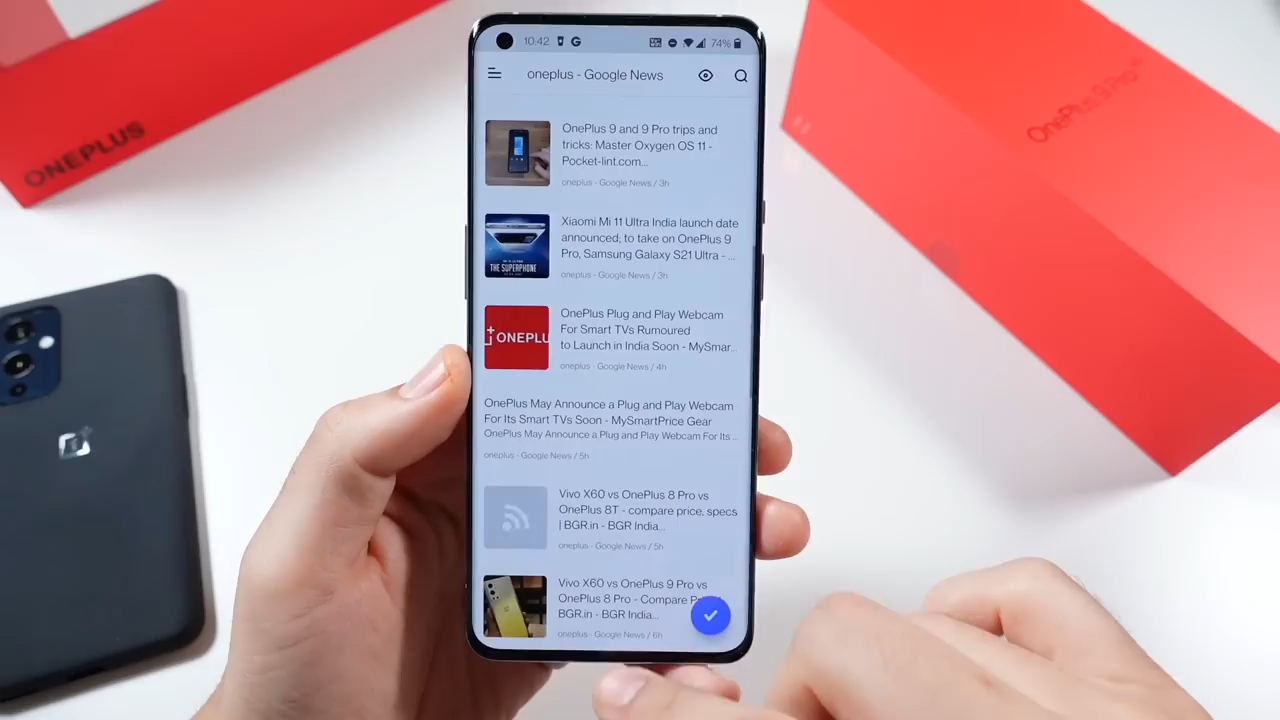 ONEPLUS
OnePlus 9 Pro
10:42
G
74%
oneplus - Google News
OnePlus 9 and 9 Pro trips and
tricks: Master Oxygen OS 11 -
Pocket-lint.com...
oneplus - Google News / 3h
Xiaomi Mi 11 Ultra India launch date
announced; to take on OnePlus 9
Pro, Samsung Galaxy S21 Ultra - ...
oneplus - Google News / 3h
THE SUPERPHONE
OnePlus Plug and Play Webcam
For Smart TVs Rumoured
to Launch in India Soon - MySmar...
oneplus - Google News / 4h
ONEPLU
OnePlus May Announce a Plug and Play Webcam
For Its Smart TVs Soon - MySmartPrice Gear
OnePlus May Announce a Plug and Play Webcam For Its ...
oneplus - Google News / 5h
Vivo X60 vs OnePlus 8 Pro vs
OnePlus 8T - compare price, specs
| BGR.in - BGR India...
oneplus - Google News / 5h
Vivo X60 vs OnePlus 9 Pro vs
OnePlus 8 Pro - Compare
BGR.in - BGR India...
oneplus - Google News / 6h